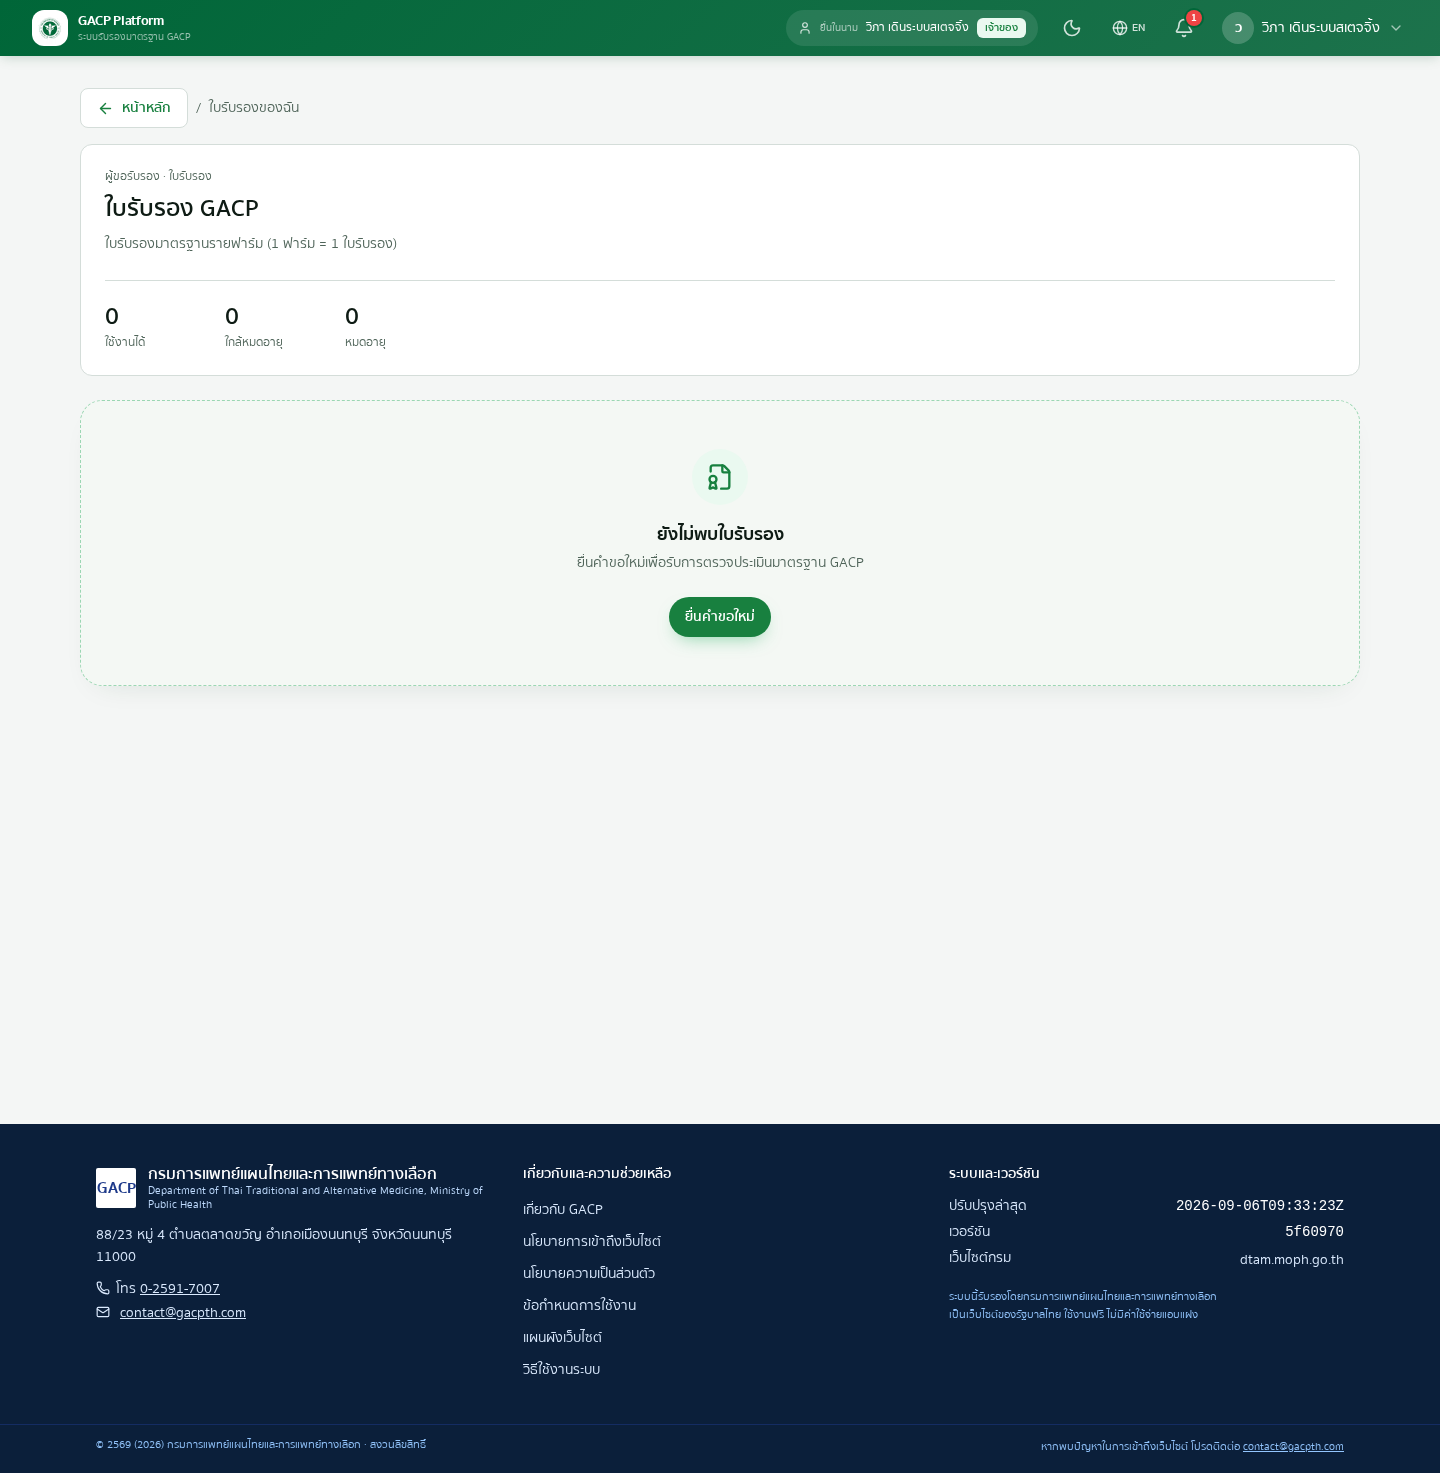 GACP Platform
ระบบรับรองมาตรฐาน GACP
ยื่นในนาม วิภา เดินระบบสเตจจิ้ง เจ้าของ
EN
1
ว วิภา เดินระบบสเตจจิ้ง
หน้าหลัก / ใบรับรองของฉัน
ผู้ขอรับรอง · ใบรับรอง
ใบรับรอง GACP
ใบรับรองมาตรฐานรายฟาร์ม (1 ฟาร์ม = 1 ใบรับรอง)
0 0 0
ใช้งานได้ ใกล้หมดอายุ หมดอายุ
ยังไม่พบใบรับรอง
ยื่นคำขอใหม่เพื่อรับการตรวจประเมินมาตรฐาน GACP
ยื่นคำขอใหม่
GACP
กรมการแพทย์แผนไทยและการแพทย์ทางเลือก
Department of Thai Traditional and Alternative Medicine, Ministry of
Public Health
88/23 หมู่ 4 ตำบลตลาดขวัญ อำเภอเมืองนนทบุรี จังหวัดนนทบุรี
11000
โทร 0-2591-7007
contact@gacpth.com
เกี่ยวกับและความช่วยเหลือ
เกี่ยวกับ GACP
นโยบายการเข้าถึงเว็บไซต์
นโยบายความเป็นส่วนตัว
ข้อกำหนดการใช้งาน
แผนผังเว็บไซต์
วิธีใช้งานระบบ
ระบบและเวอร์ชัน
ปรับปรุงล่าสุด 2026-09-06T09:33:23Z
เวอร์ชัน 5f60970
เว็บไซต์กรม dtam.moph.go.th
ระบบนี้รับรองโดยกรมการแพทย์แผนไทยและการแพทย์ทางเลือก
เป็นเว็บไซต์ของรัฐบาลไทย ใช้งานฟรี ไม่มีค่าใช้จ่ายแอบแฝง
© 2569 (2026) กรมการแพทย์แผนไทยและการแพทย์ทางเลือก · สงวนลิขสิทธิ์
หากพบปัญหาในการเข้าถึงเว็บไซต์ โปรดติดต่อ contact@gacpth.com